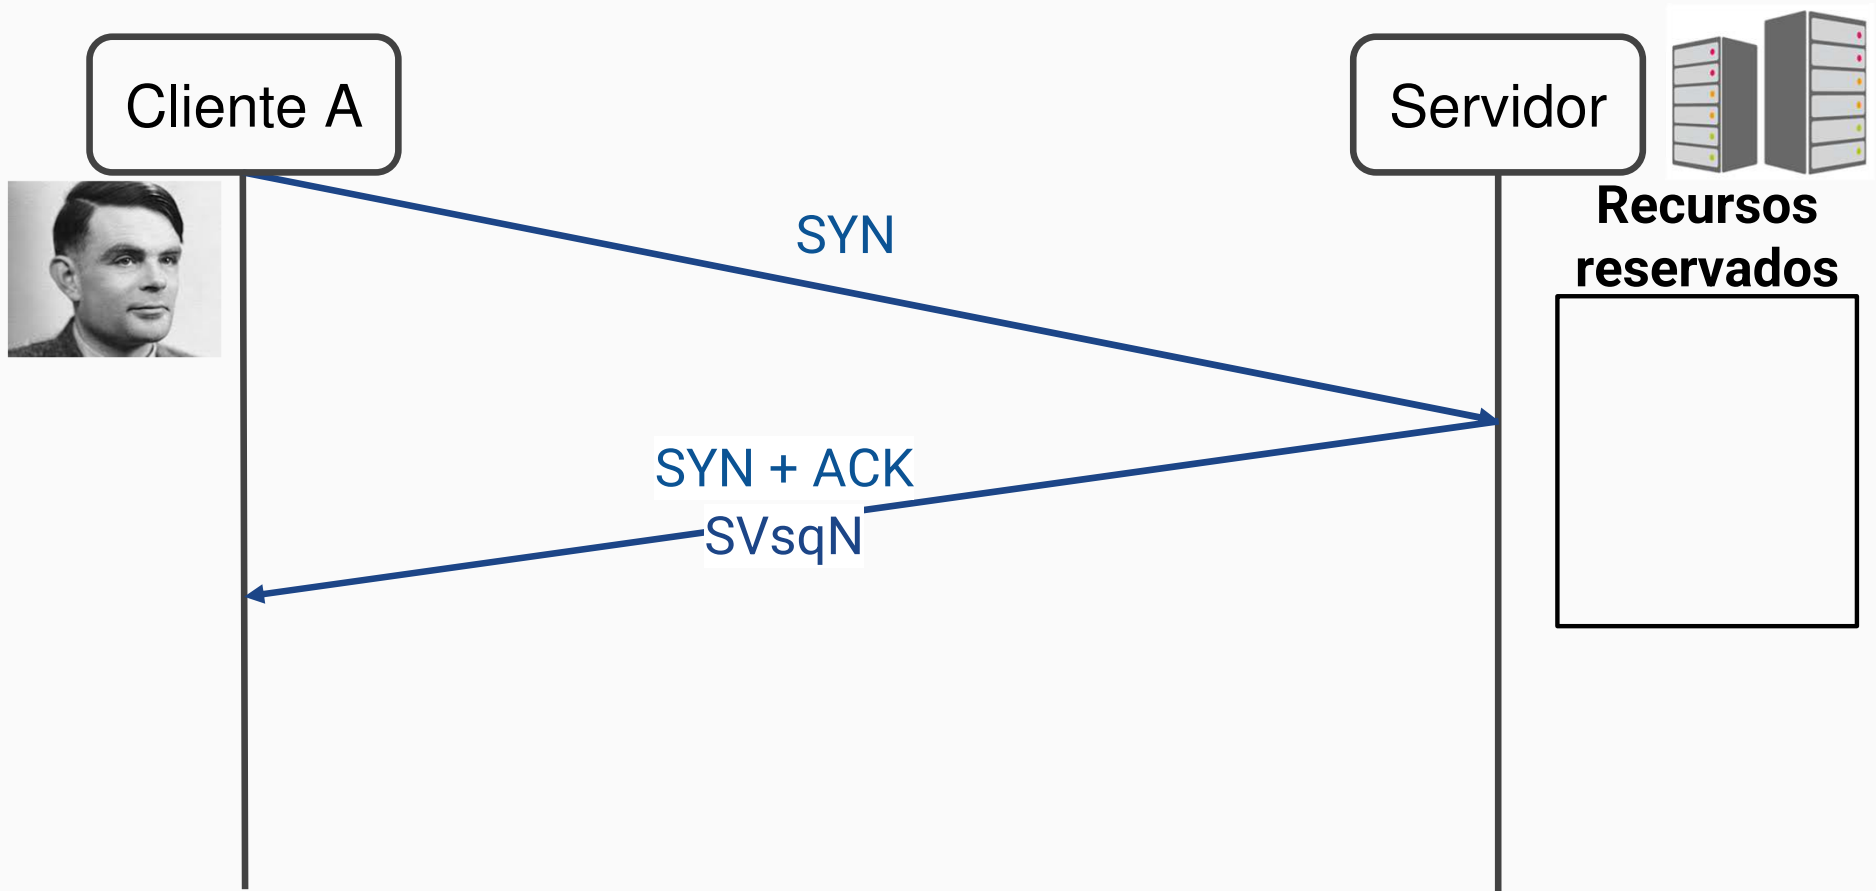 Cliente A
Servidor
Recursos
reservados
SYN
SYN + ACK
SVsqN